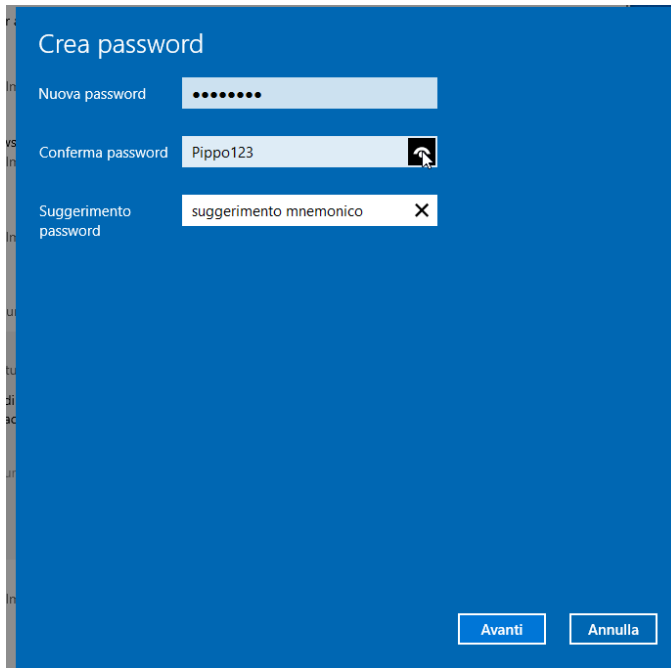 Crea password
Nuova password ●●●●●●●●
Conferma password Pippo123
Suggerimento password suggerimento mnemonico
Avanti Annulla